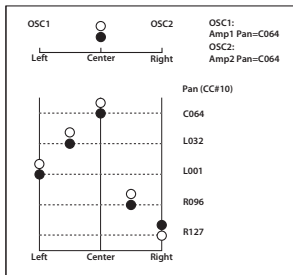 OSC1 OSC2
OSC1:
Amp1 Pan=C064
OSC2:
Amp2 Pan=C064
Left Center Right
Pan (CC#10)
C064
L032
L001
R096
R127
Left Center Right